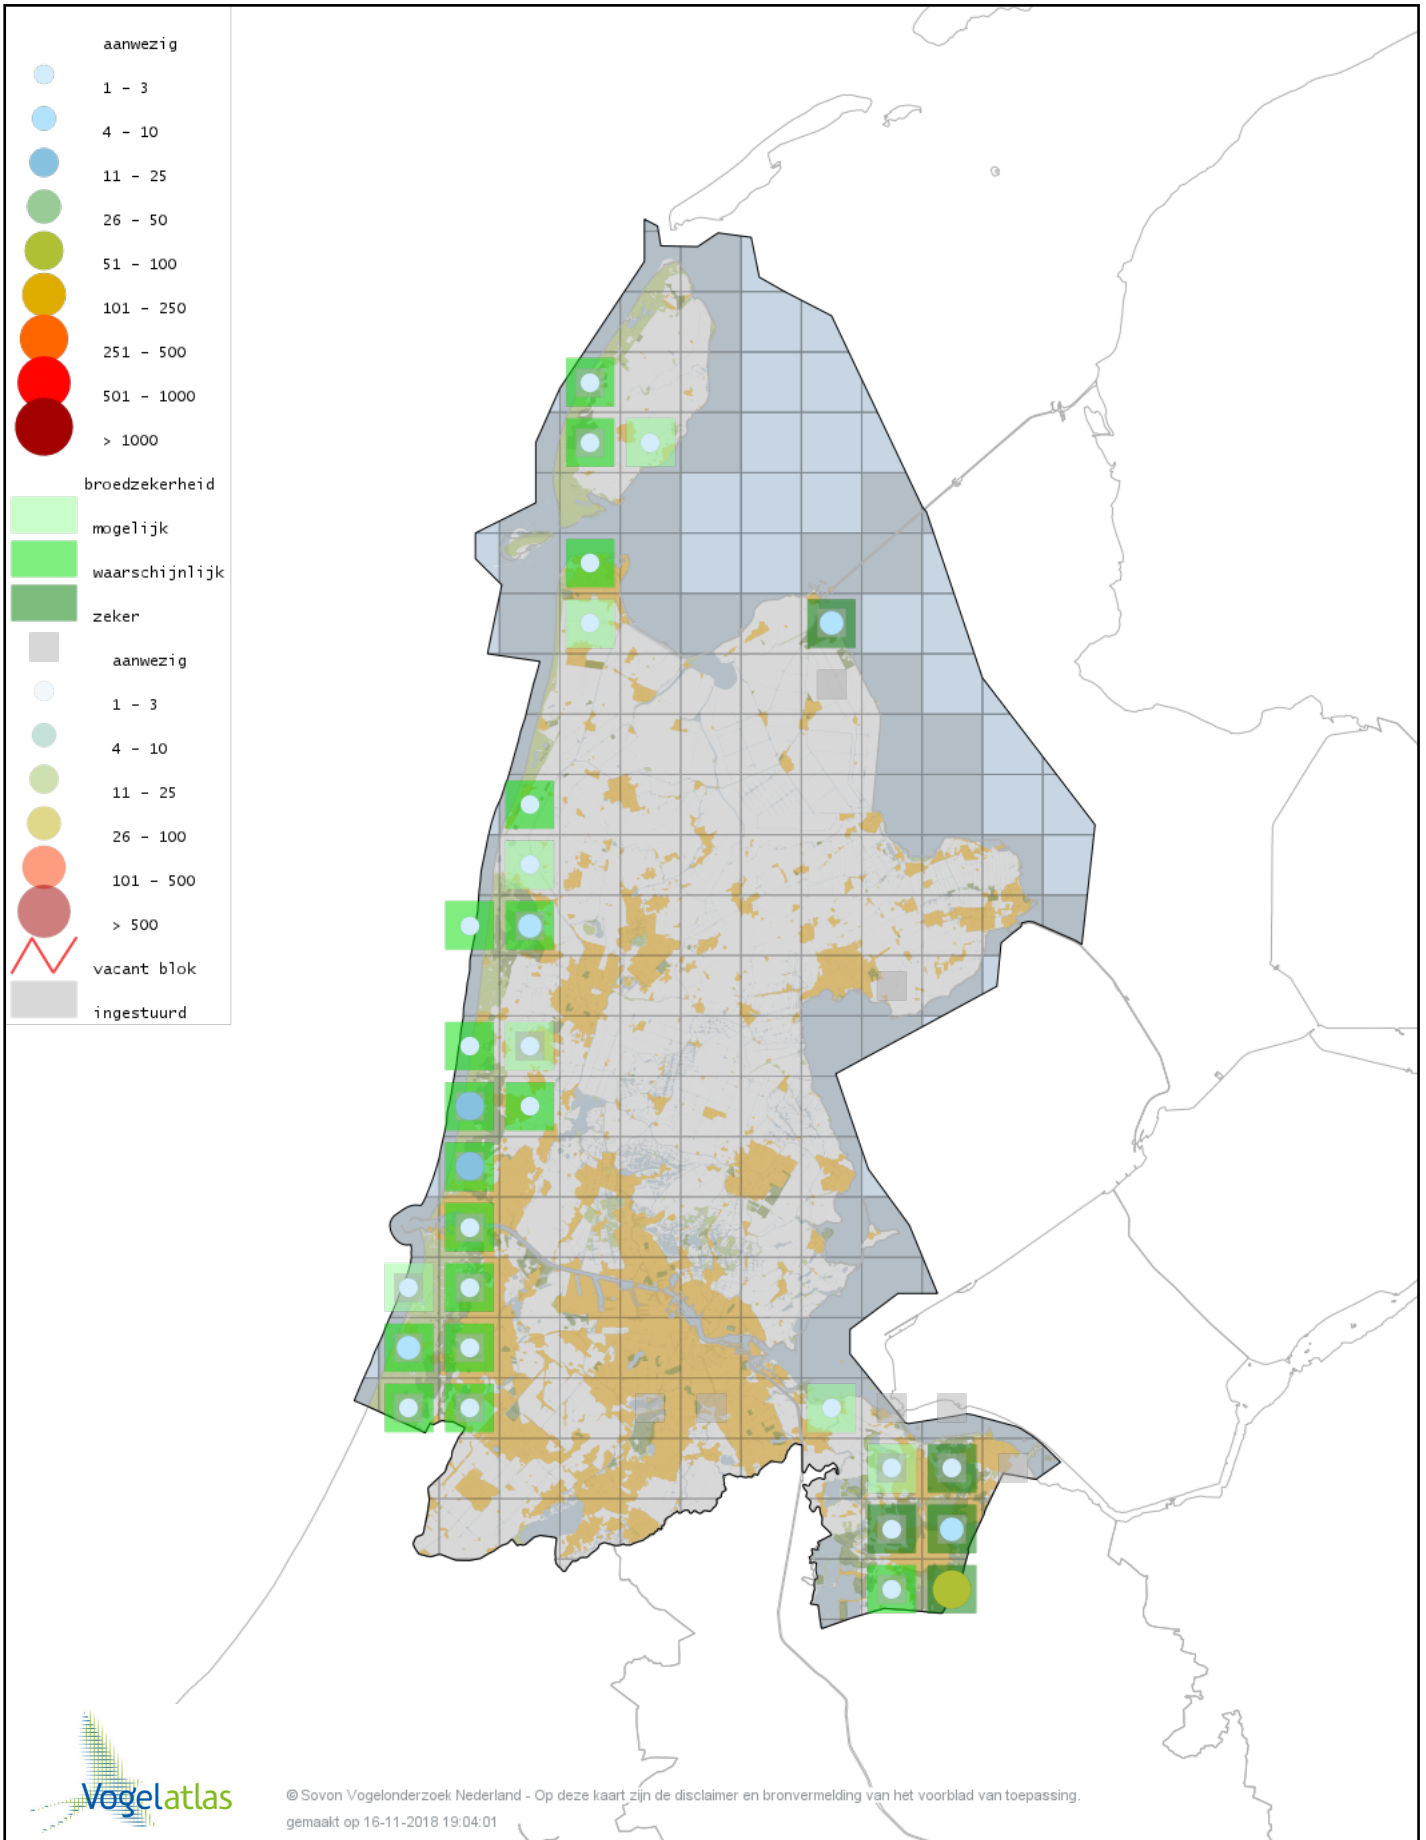 aanwezig
1 - 3
4 - 10
11 - 25
26 - 50
51 - 100
101 - 250
251 - 500
501 - 1000
> 1000
broedzekerheid
mogelijk
waarschijnlijk
zeker
aanwezig
1 - 3
4 - 10
11 - 25
26 - 100
101 - 500
> 500
vacant blok
ingestuurd
Vogelatlas
© Sovon Vogelonderzoek Nederland - Op deze kaart zijn de disclaimer en bronvermelding van het voorblad van toepassing.
gemaakt op 16-11-2018 19:04:01